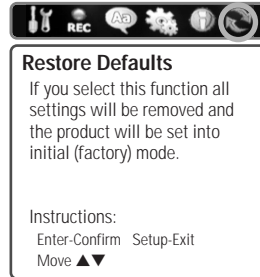 REC Aa i
Restore Defaults
If you select this function all
settings will be removed and
the product will be set into
initial (factory) mode.
Instructions:
Enter-Confirm Setup-Exit
Move ▲▼